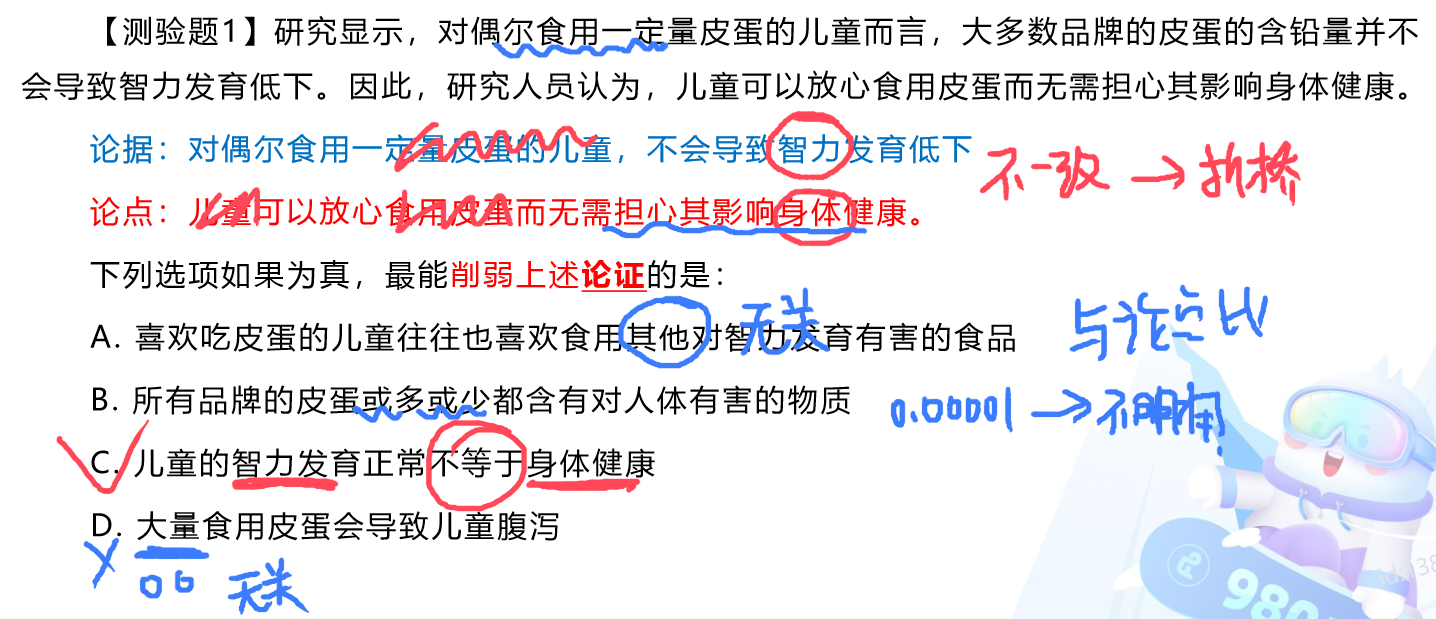 【测验题1】研究显示，对偶尔食用一定量皮蛋的儿童而言，大多数品牌的皮蛋的含铅量并不
会导致智力发育低下。因此，研究人员认为，儿童可以放心食用皮蛋而无需担心其影响身体健康。
论据：对偶尔食用一定量皮蛋的儿童，不会导致智力发育低下
不一致 → 拆桥
论点：儿童可以放心食用皮蛋而无需担心其影响身体健康。
下列选项如果为真，最能削弱上述论证的是：
A. 喜欢吃皮蛋的儿童往往也喜欢食用其他对智力发育有害的食品
无关
与论点比
B. 所有品牌的皮蛋或多或少都含有对人体有害的物质
0.00001 → 不明确
C. 儿童的智力发育正常不等于身体健康
D. 大量食用皮蛋会导致儿童腹泻
X
无关
980